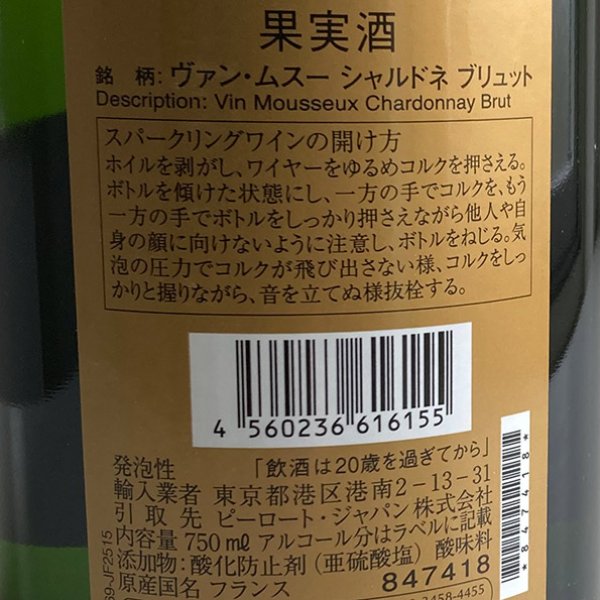 果実酒
銘 柄: ヴァン・ムスー シャルドネ ブリュット
Description: Vin Mousseux Chardonnay Brut
スパークリングワインの開け方
ホイルを剥がし、ワイヤーをゆるめコルクを押さえる。
ボトルを傾けた状態にし、一方の手でコルクを、もう
一方の手でボトルをしっかり押さえながら他人や自
身の顔に向けないように注意し、ボトルをねじる。気
泡の圧力でコルクが飛び出さない様、コルクをしっ
かりと握りながら、音を立てぬ様抜栓する。
4 560236 616155
発泡性 「飲酒は20歳を過ぎてから」
輸入業者 東京都港区港南2-13-31
引 取 先 ピーロート・ジャパン株式会社
内容量 750㎖ アルコール分はラベルに記載
添加物: 酸化防止剤 (亜硫酸塩) 酸味料
原産国名 フランス 847418
3458-4455
*847418*
69-JF2515